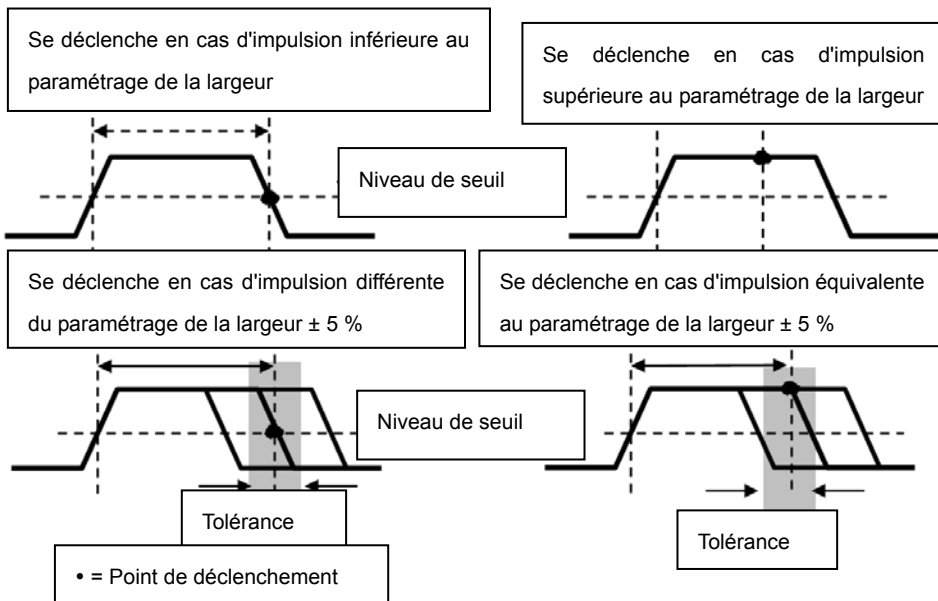 Se déclenche en cas d'impulsion inférieure au
paramétrage de la largeur
Se déclenche en cas d'impulsion
supérieure au paramétrage de la largeur
Niveau de seuil
Se déclenche en cas d'impulsion différente
du paramétrage de la largeur ± 5 %
Se déclenche en cas d'impulsion équivalente
au paramétrage de la largeur ± 5 %
Niveau de seuil
Tolérance
Tolérance
• = Point de déclenchement